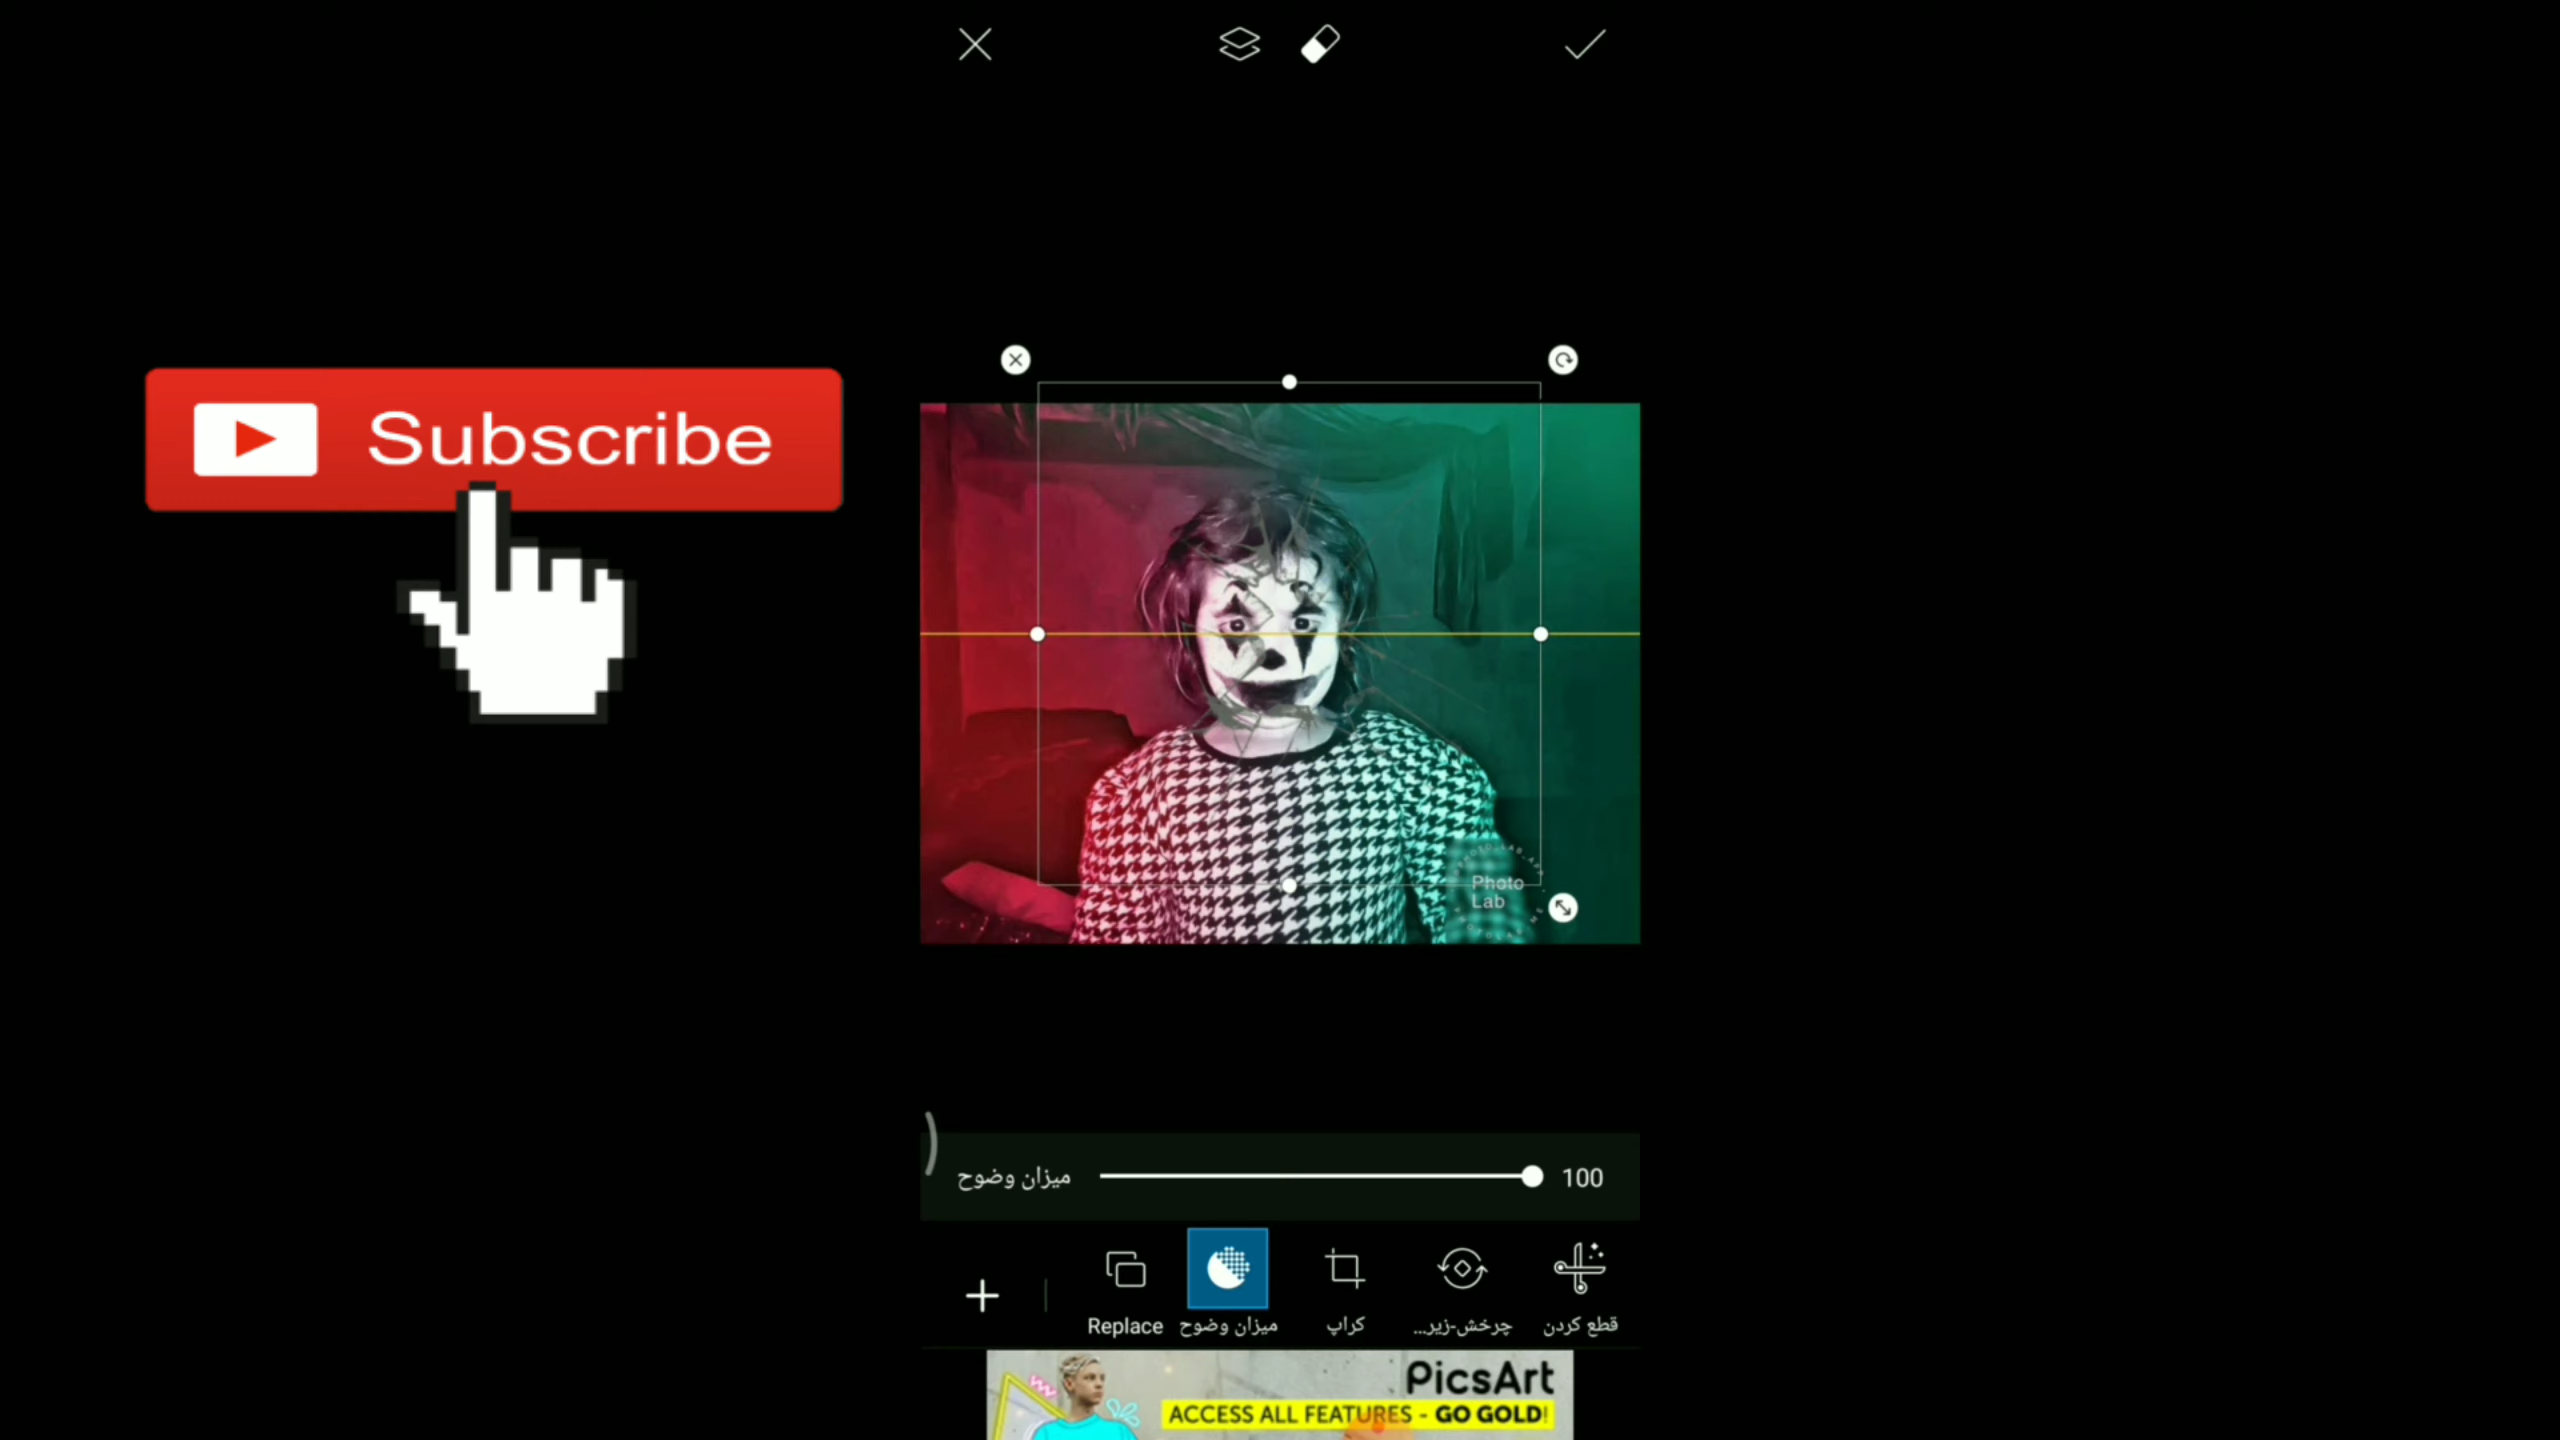 Subscribe
Photo
Lab
میزان وضوح 100
Replace میزان وضوح کراپ چرخش-زیر... قطع کردن
PicsArt
ACCESS ALL FEATURES - GO GOLD!